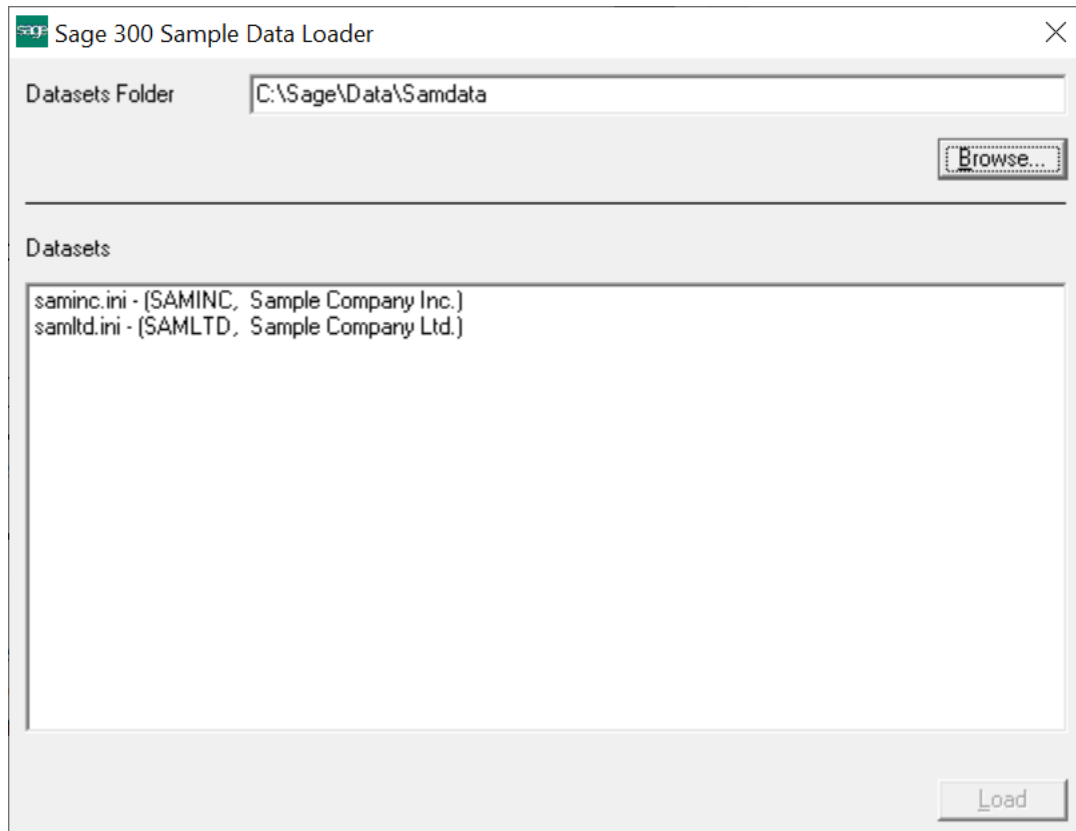 sage Sage 300 Sample Data Loader
Datasets Folder C:\Sage\Data\Samdata
Browse...
Datasets
saminc.ini - (SAMINC, Sample Company Inc.)
samltd.ini - (SAMLTD, Sample Company Ltd.)
Load